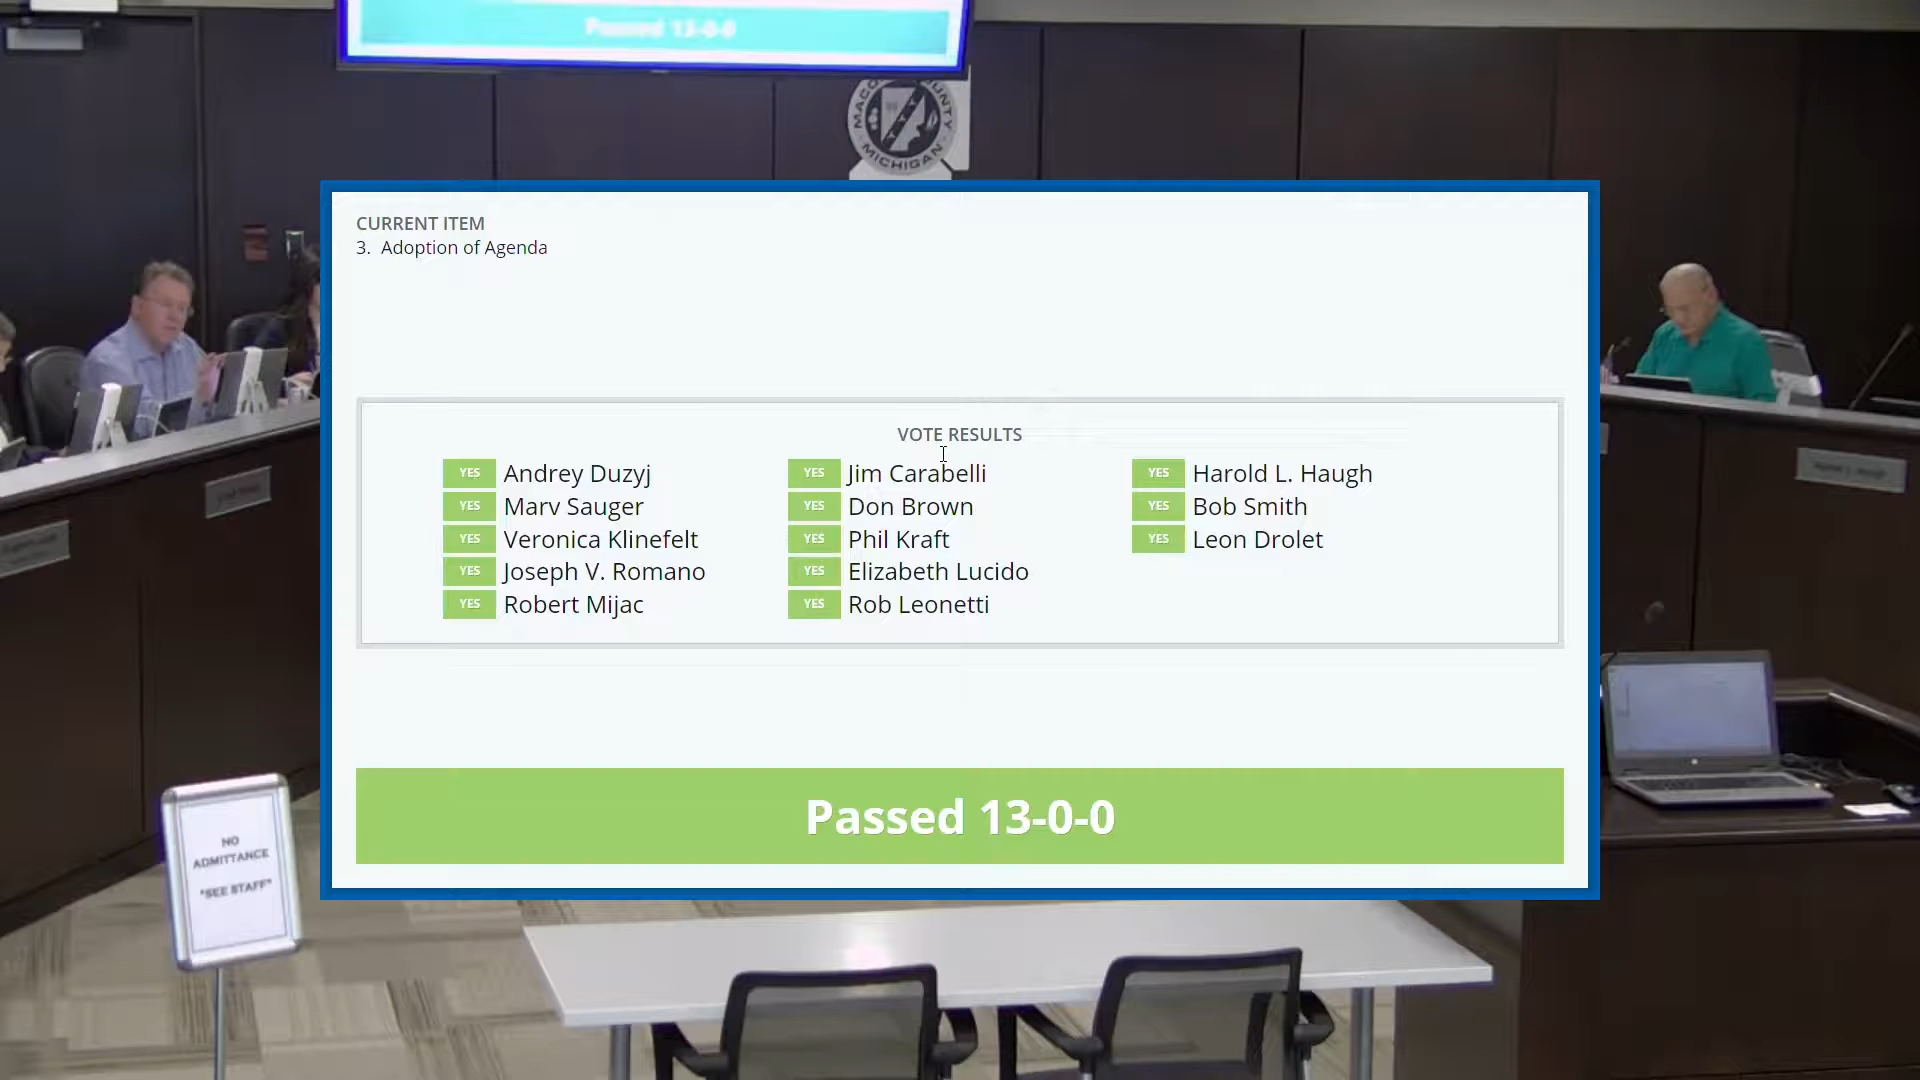 Passed 13-0-0
MACOMB COUNTY
MICHIGAN
CURRENT ITEM
3. Adoption of Agenda
VOTE RESULTS
YES Andrey Duzyj
YES Marv Sauger
YES Veronica Klinefelt
YES Joseph V. Romano
YES Robert Mijac
YES Jim Carabelli
YES Don Brown
YES Phil Kraft
YES Elizabeth Lucido
YES Rob Leonetti
YES Harold L. Haugh
YES Bob Smith
YES Leon Drolet
Passed 13-0-0
NO
ADMITTANCE
"SEE STAFF"